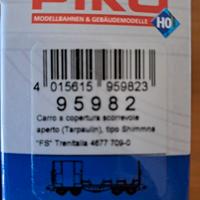 PIKO
MODELLBAHNEN & GEBÄUDEMODELLE
H0
4 015615 959823
95982
Carro a copertura scorrevole
aperto (Tarpaulin), tipo Shimmns
"FS" Trenitalia 4677 709-0